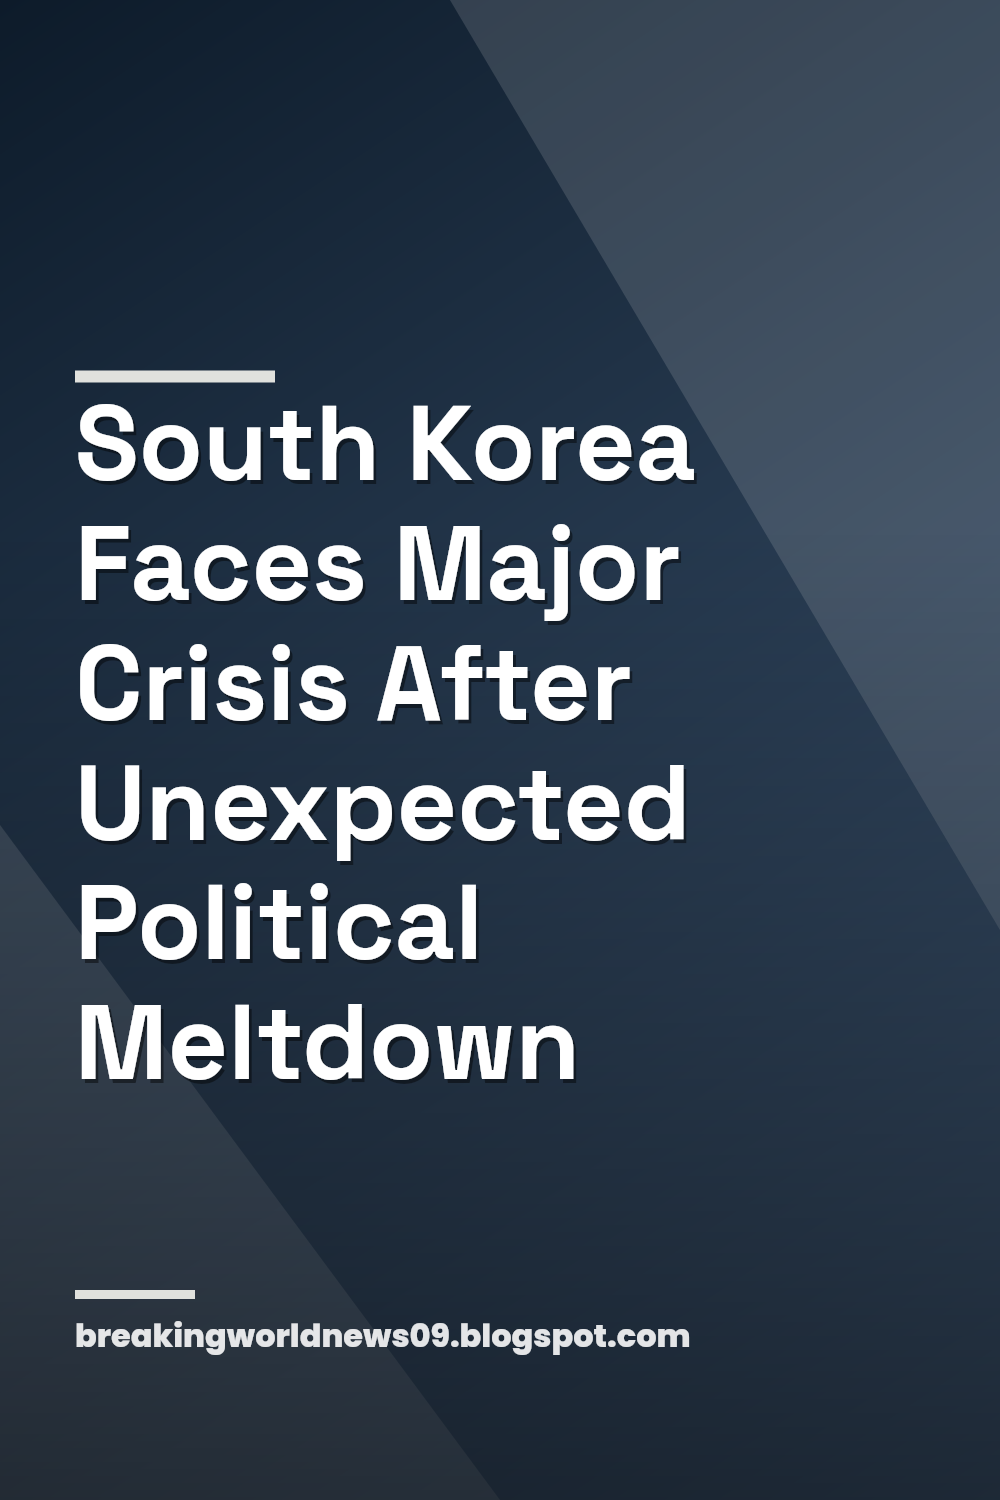 South Korea
Faces Major
Crisis After
Unexpected
Political
Meltdown
breakingworldnews09.blogspot.com